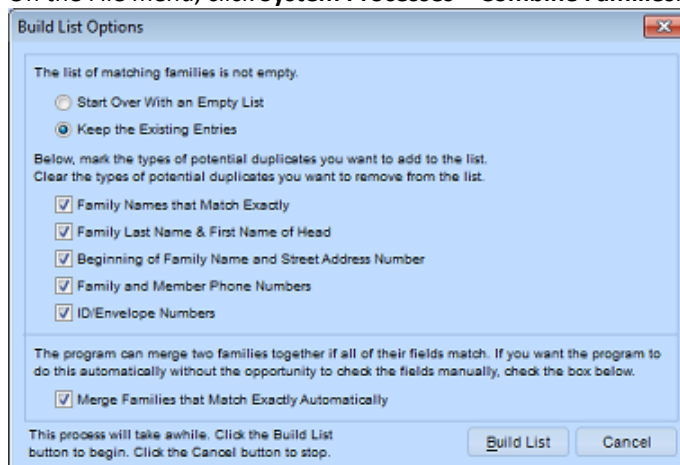 Build List Options
The list of matching families is not empty.
Start Over With an Empty List
Keep the Existing Entries
Below, mark the types of potential duplicates you want to add to the list.
Clear the types of potential duplicates you want to remove from the list.
Family Names that Match Exactly
Family Last Name & First Name of Head
Beginning of Family Name and Street Address Number
Family and Member Phone Numbers
ID/Envelope Numbers
The program can merge two families together if all of their fields match. If you want the program to
do this automatically without the opportunity to check the fields manually, check the box below.
Merge Families that Match Exactly Automatically
This process will take awhile. Click the Build List
button to begin. Click the Cancel button to stop.
Build List
Cancel